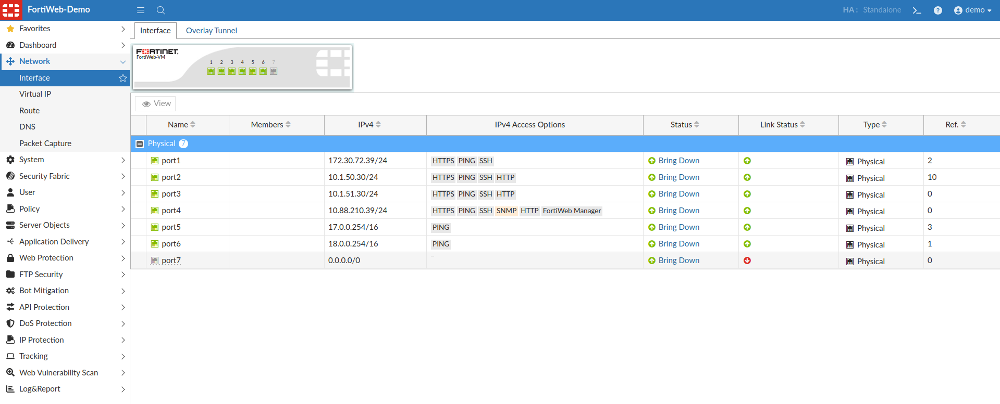 FortiWeb-Demo
HA: Standalone
?
demo
Favorites
Dashboard
Network
Interface
Virtual IP
Route
DNS
Packet Capture
System
Security Fabric
User
Policy
Server Objects
Application Delivery
Web Protection
FTP Security
Bot Mitigation
API Protection
DoS Protection
IP Protection
Tracking
Web Vulnerability Scan
Log&Report
Interface Overlay Tunnel
FORTINET
FortiWeb-VM
1 2 3 4 5 6 7
View
Name Members IPv4 IPv4 Access Options Status Link Status Type Ref.
Physical 7
port1 172.30.72.39/24 HTTPS PING SSH Bring Down Physical 2
port2 10.1.50.30/24 HTTPS PING SSH HTTP Bring Down Physical 10
port3 10.1.51.30/24 HTTPS PING SSH HTTP Bring Down Physical 0
port4 10.88.210.39/24 HTTPS PING SSH SNMP HTTP FortiWeb Manager Bring Down Physical 0
port5 17.0.0.254/16 PING Bring Down Physical 3
port6 18.0.0.254/16 PING Bring Down Physical 1
port7 0.0.0.0/0 Bring Down Physical 0